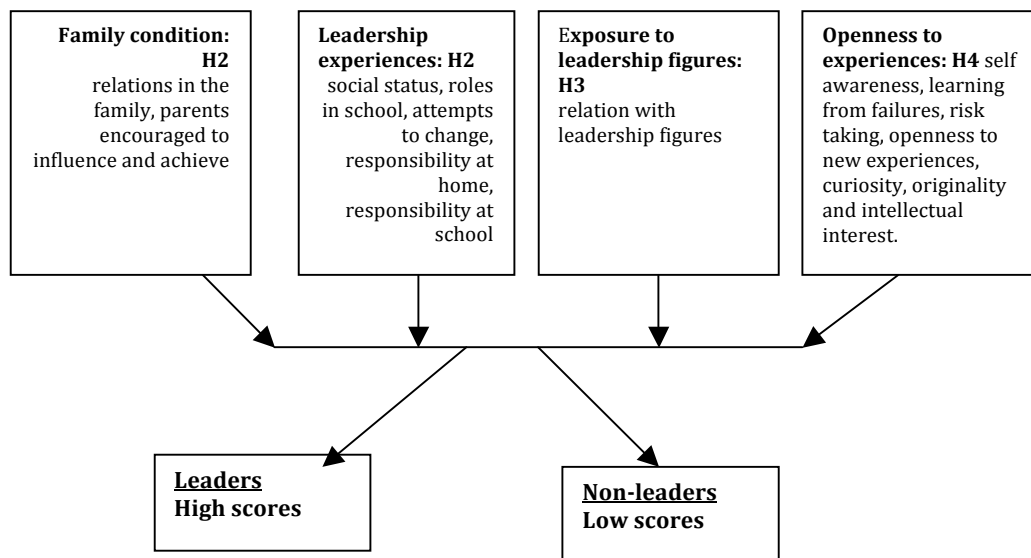 Family condition:
H2
relations in the
family, parents
encouraged to
influence and achieve
Leadership
experiences: H2
social status, roles
in school, attempts
to change,
responsibility at
home,
responsibility at
school
Exposure to
leadership figures:
H3
relation with
leadership figures
Openness to
experiences: H4 self
awareness, learning
from failures, risk
taking, openness to
new experiences,
curiosity, originality
and intellectual
interest.
Leaders
High scores
Non-leaders
Low scores